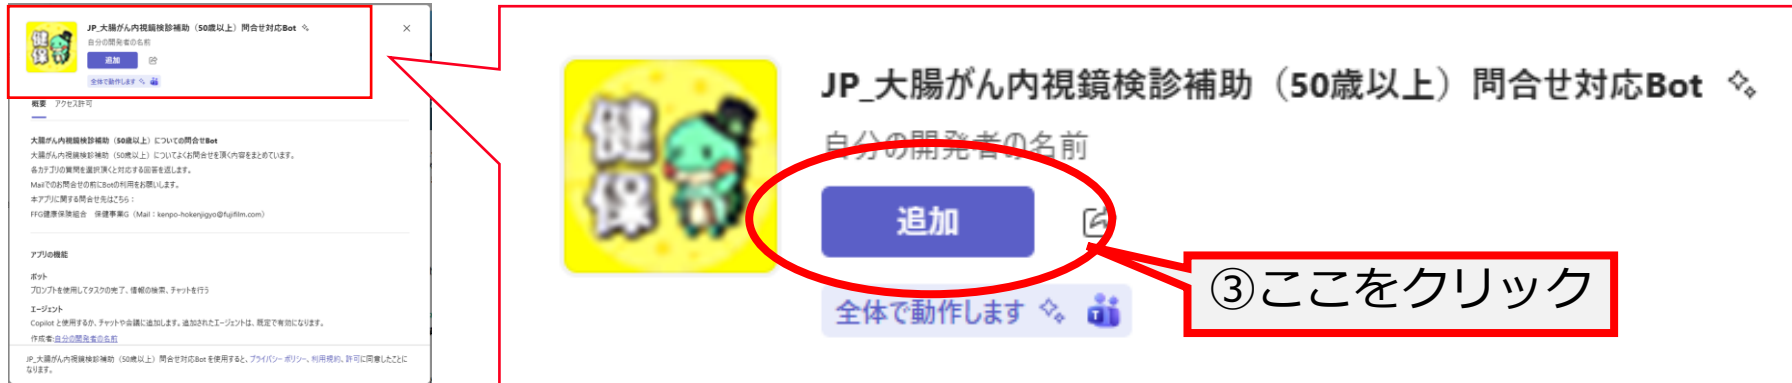 健保
JP_大腸がん内視鏡検診補助（50歳以上）問合せ対応Bot
自分の開発者の名前
追加
全体で動作します
概要 アクセス許可
大腸がん内視鏡検診補助（50歳以上）についての問合せBot
大腸がん内視鏡検診補助（50歳以上）についてよくお問合せを頂く内容をまとめています。
各カテゴリの質問を選択頂くと対応する回答を返します。
Mailでのお問合せの前にBotの利用をお願いします。
本アプリに関する問合せ先はこちら：
FFG健康保険組合　保健事業G（Mail：kenpo-hokenjigyo@fujifilm.com）
アプリの機能
ボット
プロンプトを使用してタスクの完了、情報の検索、チャットを行う
エージェント
Copilot と使用するか、チャットや会議に追加します。追加されたエージェントは、既定で有効になります。
作成者:自分の開発者の名前
JP_大腸がん内視鏡検診補助（50歳以上）問合せ対応Bot を使用すると、プライバシー ポリシー、利用規約、許可に同意したことに
なります。
健保
JP_大腸がん内視鏡検診補助（50歳以上）問合せ対応Bot
自分の開発者の名前
追加
全体で動作します
③ここをクリック